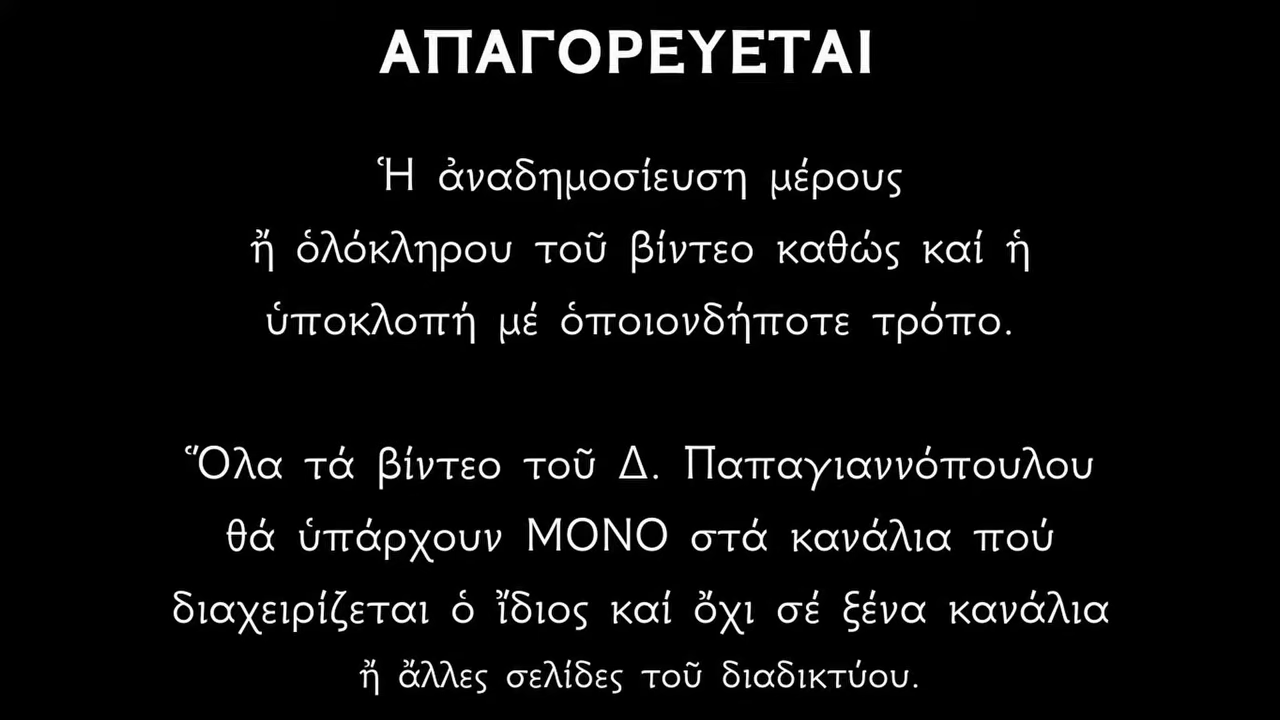 ΑΠΑΓΟΡΕΥΕΤΑΙ
Ἡ ἀναδημοσίευση μέρους
ἤ ὁλόκληρου τοῦ βίντεο καθώς καί ἡ
ὑποκλοπή μέ ὁποιονδήποτε τρόπο.
Ὅλα τά βίντεο τοῦ Δ. Παπαγιαννόπουλου
θά ὑπάρχουν ΜΟΝΟ στά κανάλια πού
διαχειρίζεται ὁ ἴδιος καί ὄχι σέ ξένα κανάλια
ἤ ἄλλες σελίδες τοῦ διαδικτύου.